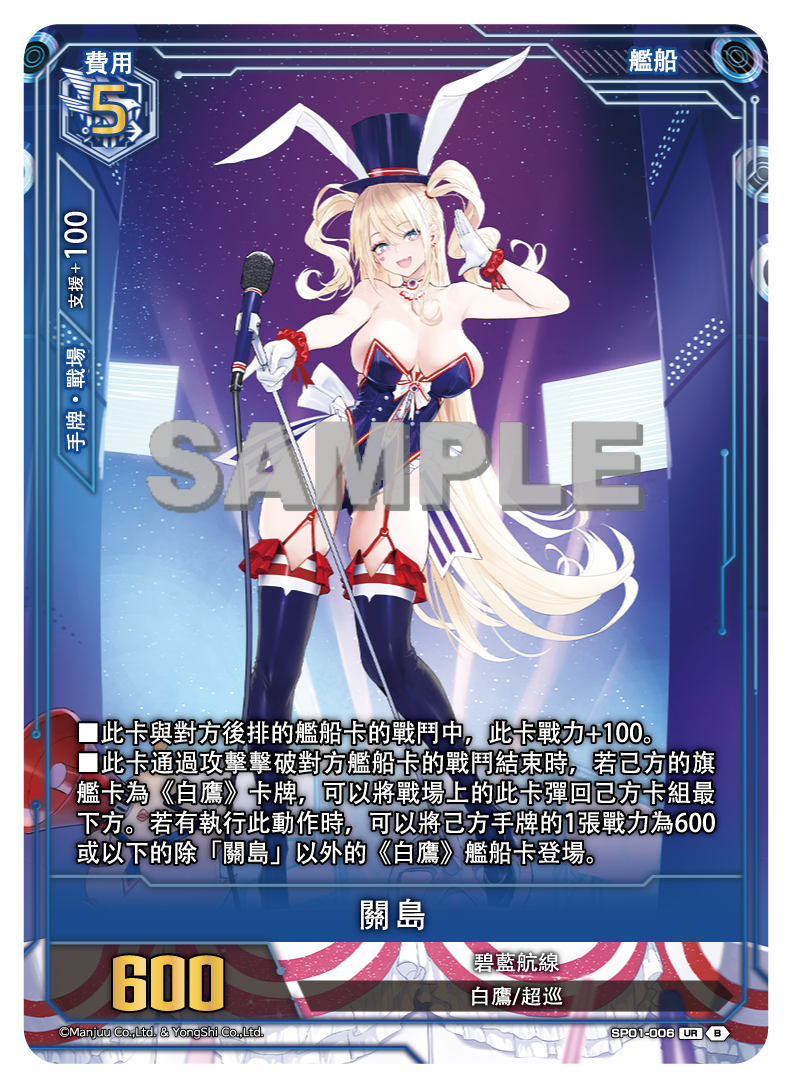 費用
艦船
5
支援+100
手牌・戰場
SAMPLE
■此卡與對方後排的艦船卡的戰鬥中，此卡戰力+100。
■此卡通過攻擊擊破對方艦船卡的戰鬥結束時，若己方的旗
艦卡為《白鷹》卡牌，可以將戰場上的此卡彈回己方卡組最
下方。若有執行此動作時，可以將己方手牌的1張戰力為600
或以下的除「關島」以外的《白鷹》艦船卡登場。
關島
600
碧藍航線
白鷹/超巡
©Manjuu Co.,Ltd. & YongShi Co.,Ltd.
SP01-006 UR B